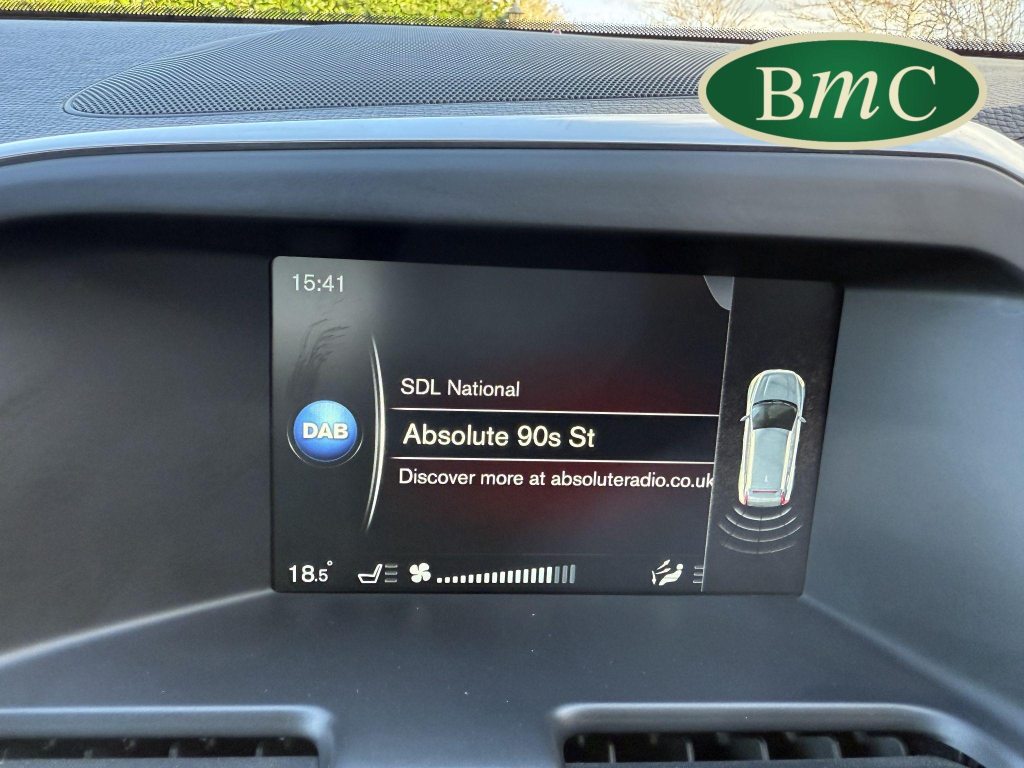 BmC
15:41
SDL National
DAB
Absolute 90s St
Discover more at absoluteradio.co.uk
18.5°